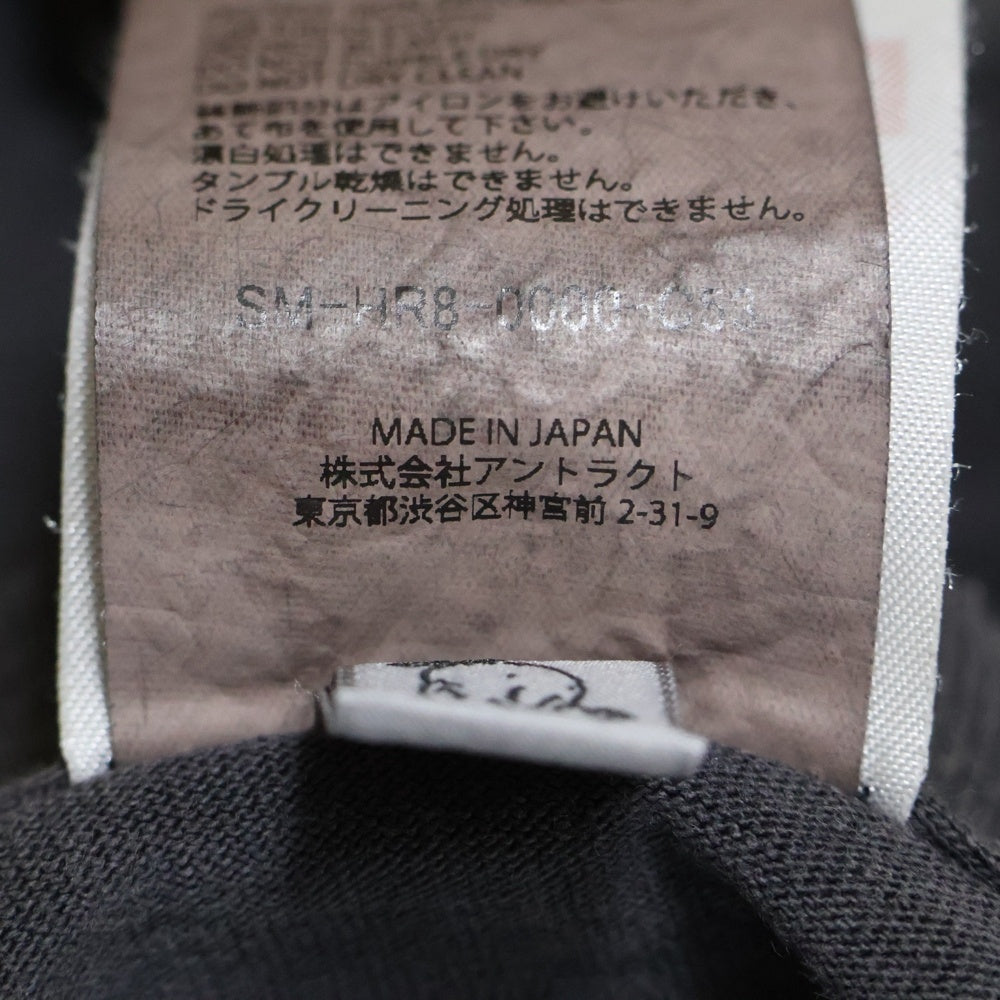 DO NOT DRY CLEAN
はアイロンをお避けいただき、
あて布を使用して下さい。
漂白処理はできません。
タンブル乾燥はできません。
ドライクリーニング処理はできません。
SM-HR8-0000-C53
MADE IN JAPAN
株式会社アントラクト
東京都渋谷区神宮前 2-31-9